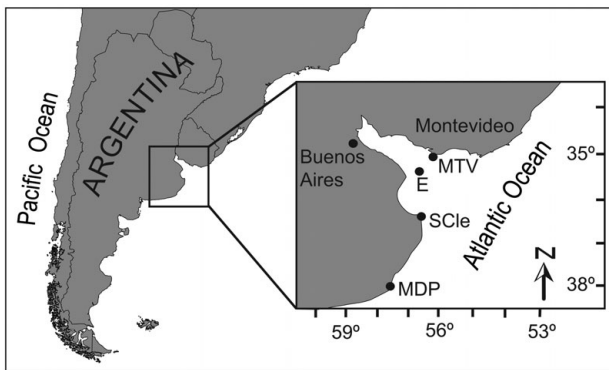 Pacific Ocean
ARGENTINA
Montevideo
Buenos
Aires
MTV
E
SCle
MDP
Atlantic Ocean
N
35º
38º
59º
56º
53º